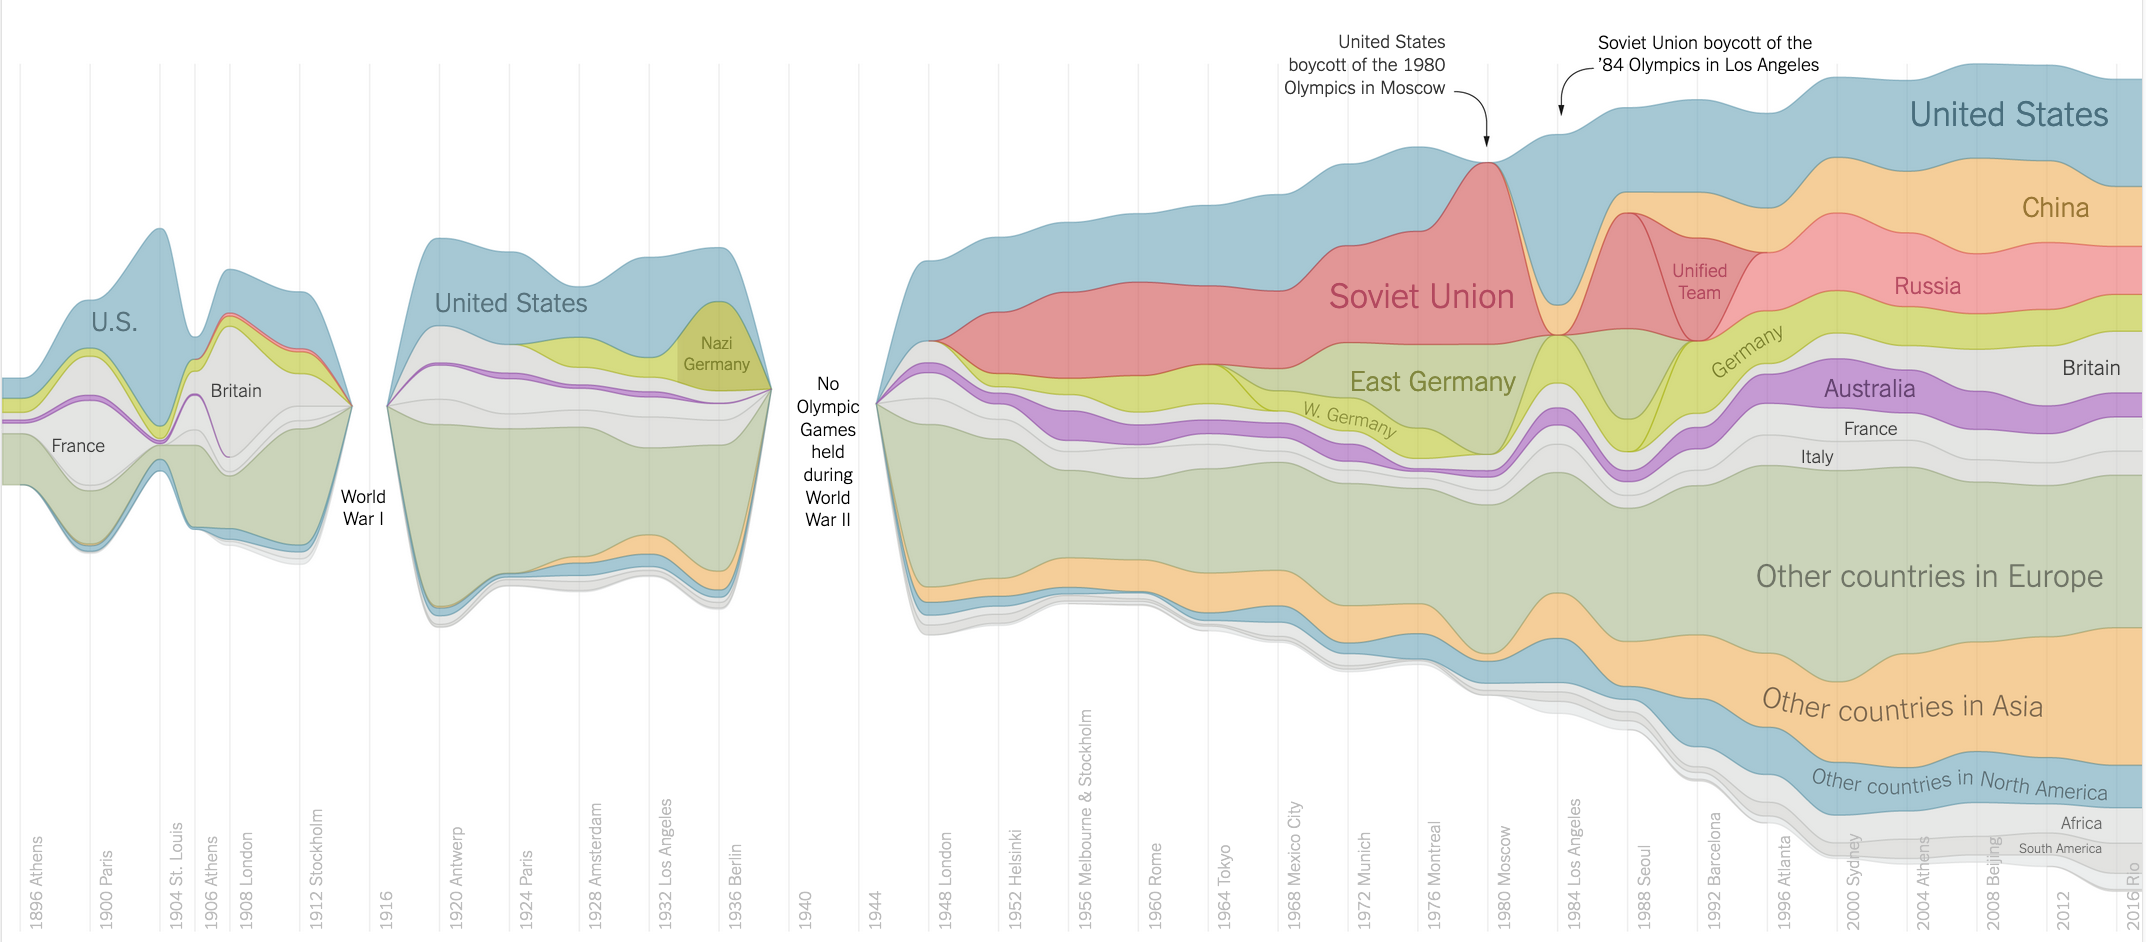 United States
boycott of the 1980
Olympics in Moscow
Soviet Union boycott of the
’84 Olympics in Los Angeles
U.S.
Britain
France
World
War I
United States
Nazi
Germany
No
Olympic
Games
held
during
World
War II
Soviet Union
East Germany
W. Germany
Unified
Team
Germany
United States
China
Russia
Britain
Australia
France
Italy
Other countries in Europe
Other countries in Asia
Other countries in North America
Africa
South America
1896 Athens
1900 Paris
1904 St. Louis
1906 Athens
1908 London
1912 Stockholm
1916
1920 Antwerp
1924 Paris
1928 Amsterdam
1932 Los Angeles
1936 Berlin
1940
1944
1948 London
1952 Helsinki
1956 Melbourne & Stockholm
1960 Rome
1964 Tokyo
1968 Mexico City
1972 Munich
1976 Montreal
1980 Moscow
1984 Los Angeles
1988 Seoul
1992 Barcelona
1996 Atlanta
2000 Sydney
2004 Athens
2008 Beijing
2012
2016 Rio